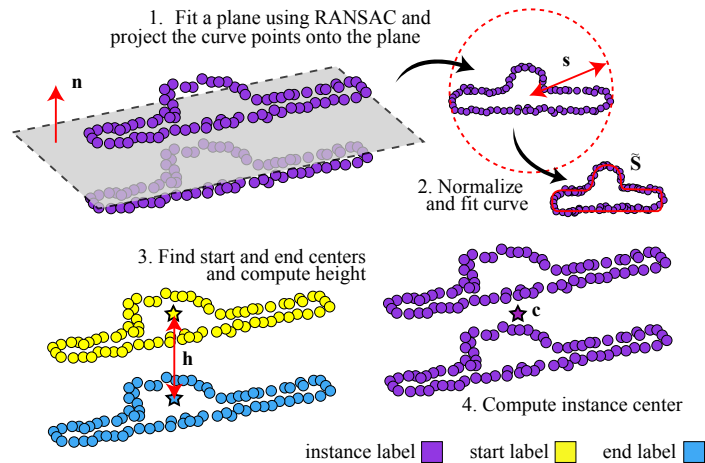 1. Fit a plane using RANSAC and
project the curve points onto the plane
n
s
s̃
2. Normalize
and fit curve
3. Find start and end centers
and compute height
h
c
4. Compute instance center
instance label
start label
end label